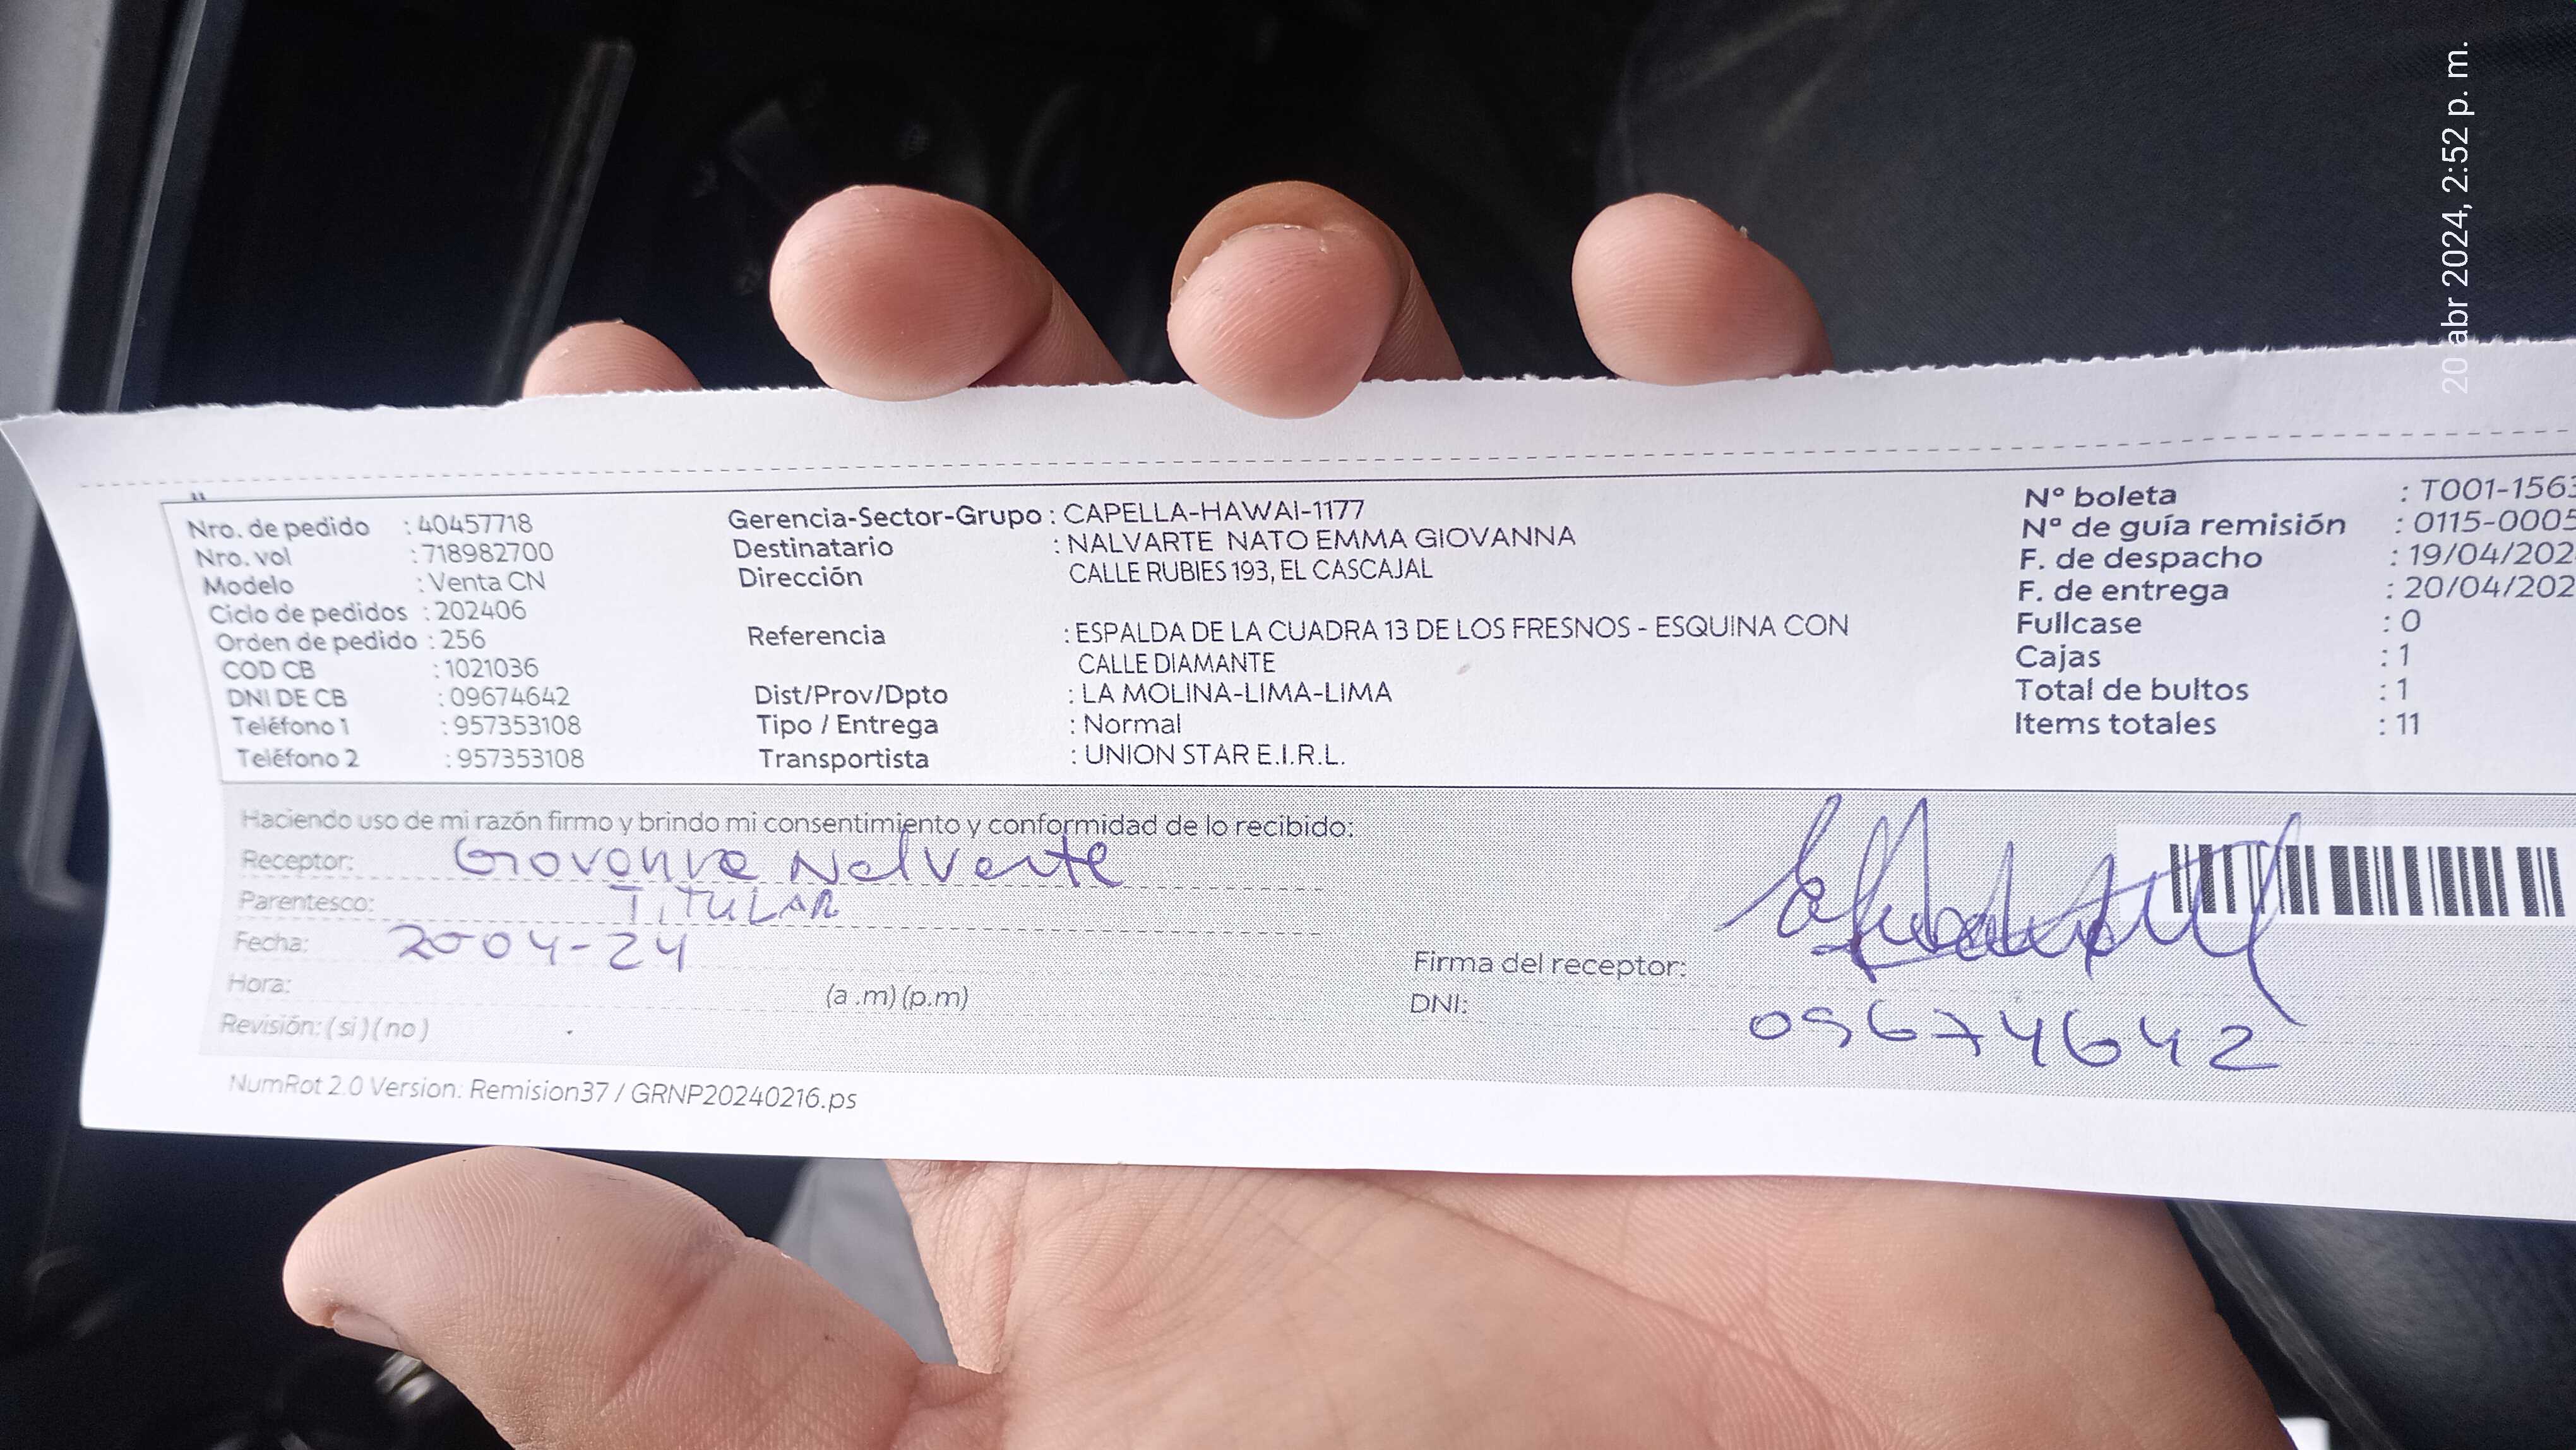 20 abr 2024, 2:52 p. m.
Nro. de pedido : 40457718
Nro. vol : 718982700
Modelo : Venta CN
Ciclo de pedidos : 202406
Orden de pedido : 256
COD CB : 1021036
DNI DE CB : 09674642
Teléfono 1 : 957353108
Teléfono 2 : 957353108
Gerencia-Sector-Grupo : CAPELLA-HAWAI-1177
Destinatario : NALVARTE NATO EMMA GIOVANNA
Dirección CALLE RUBIES 193, EL CASCAJAL
Referencia : ESPALDA DE LA CUADRA 13 DE LOS FRESNOS - ESQUINA CON
CALLE DIAMANTE
Dist/Prov/Dpto : LA MOLINA-LIMA-LIMA
Tipo / Entrega : Normal
Transportista : UNION STAR E.I.R.L.
Nº boleta : T001-1563
Nº de guía remisión : 0115-0005
F. de despacho : 19/04/202
F. de entrega : 20/04/202
Fullcase : 0
Cajas : 1
Total de bultos : 1
Items totales : 11
Haciendo uso de mi razón firmo y brindo mi consentimiento y conformidad de lo recibido:
Receptor: Giovanna Nalvarte
Parentesco: TITULAR
Fecha: 2004-24
Hora: (a .m) (p.m)
Revisión: ( si ) ( no )
Firma del receptor:
DNI: 09674642
NumRot 2.0 Version: Remision37 / GRNP20240216.ps